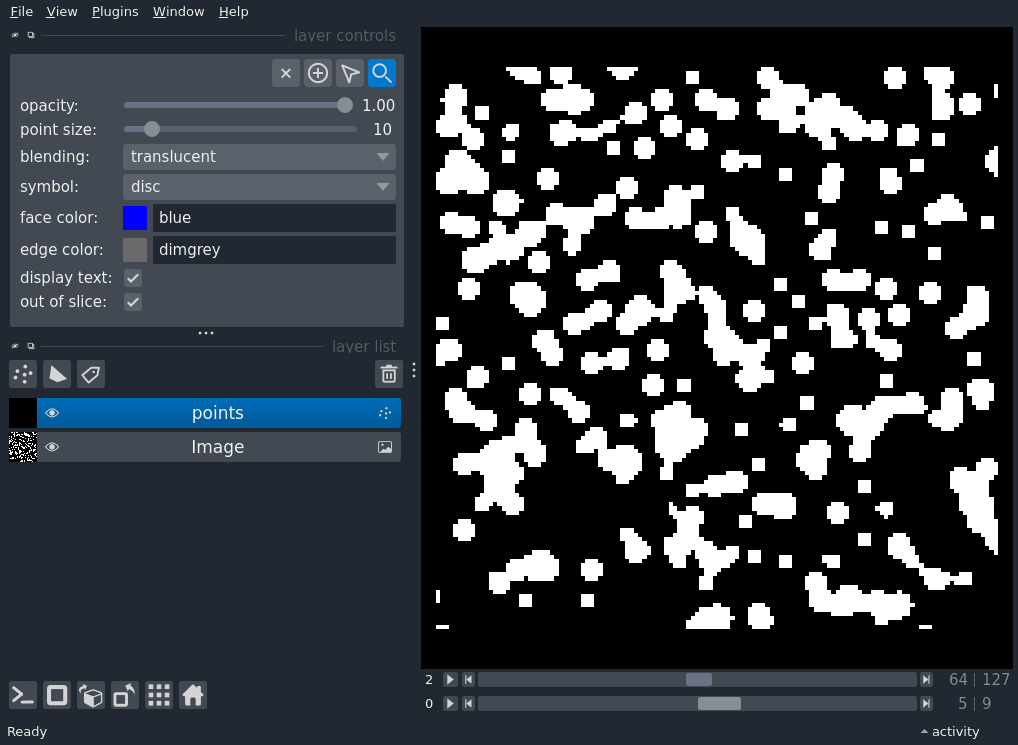 File View Plugins Window Help
layer controls
opacity: 1.00
point size: 10
blending: translucent
symbol: disc
face color: blue
edge color: dimgrey
display text:
out of slice:
layer list
points
Image
2 64 | 127
0 5 | 9
Ready activity